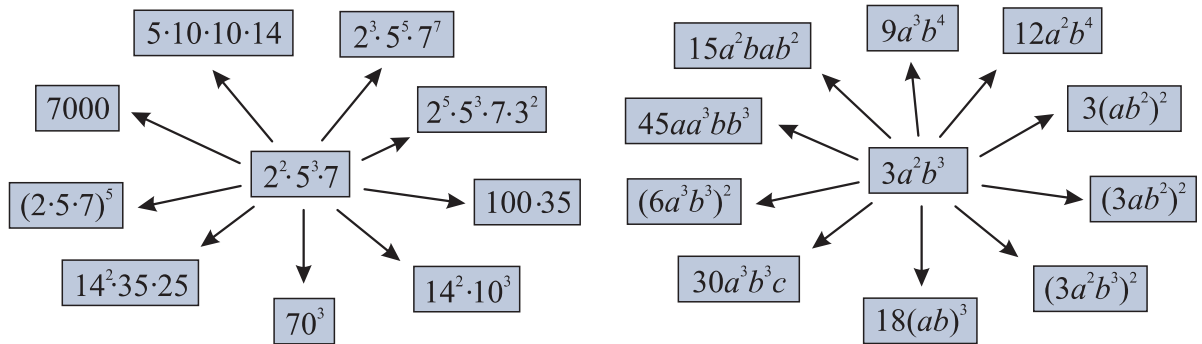 5·10·10·14
2³·5⁵·7⁷
7000
2⁵·5³·7·3²
2²·5³·7
(2·5·7)⁵
100·35
14²·35·25
14²·10³
70³
9a³b⁴
12a²b⁴
15a²bab²
3(ab²)²
45aa³bb³
3a²b³
(6a³b³)²
(3ab²)²
30a³b³c
(3a²b³)²
18(ab)³